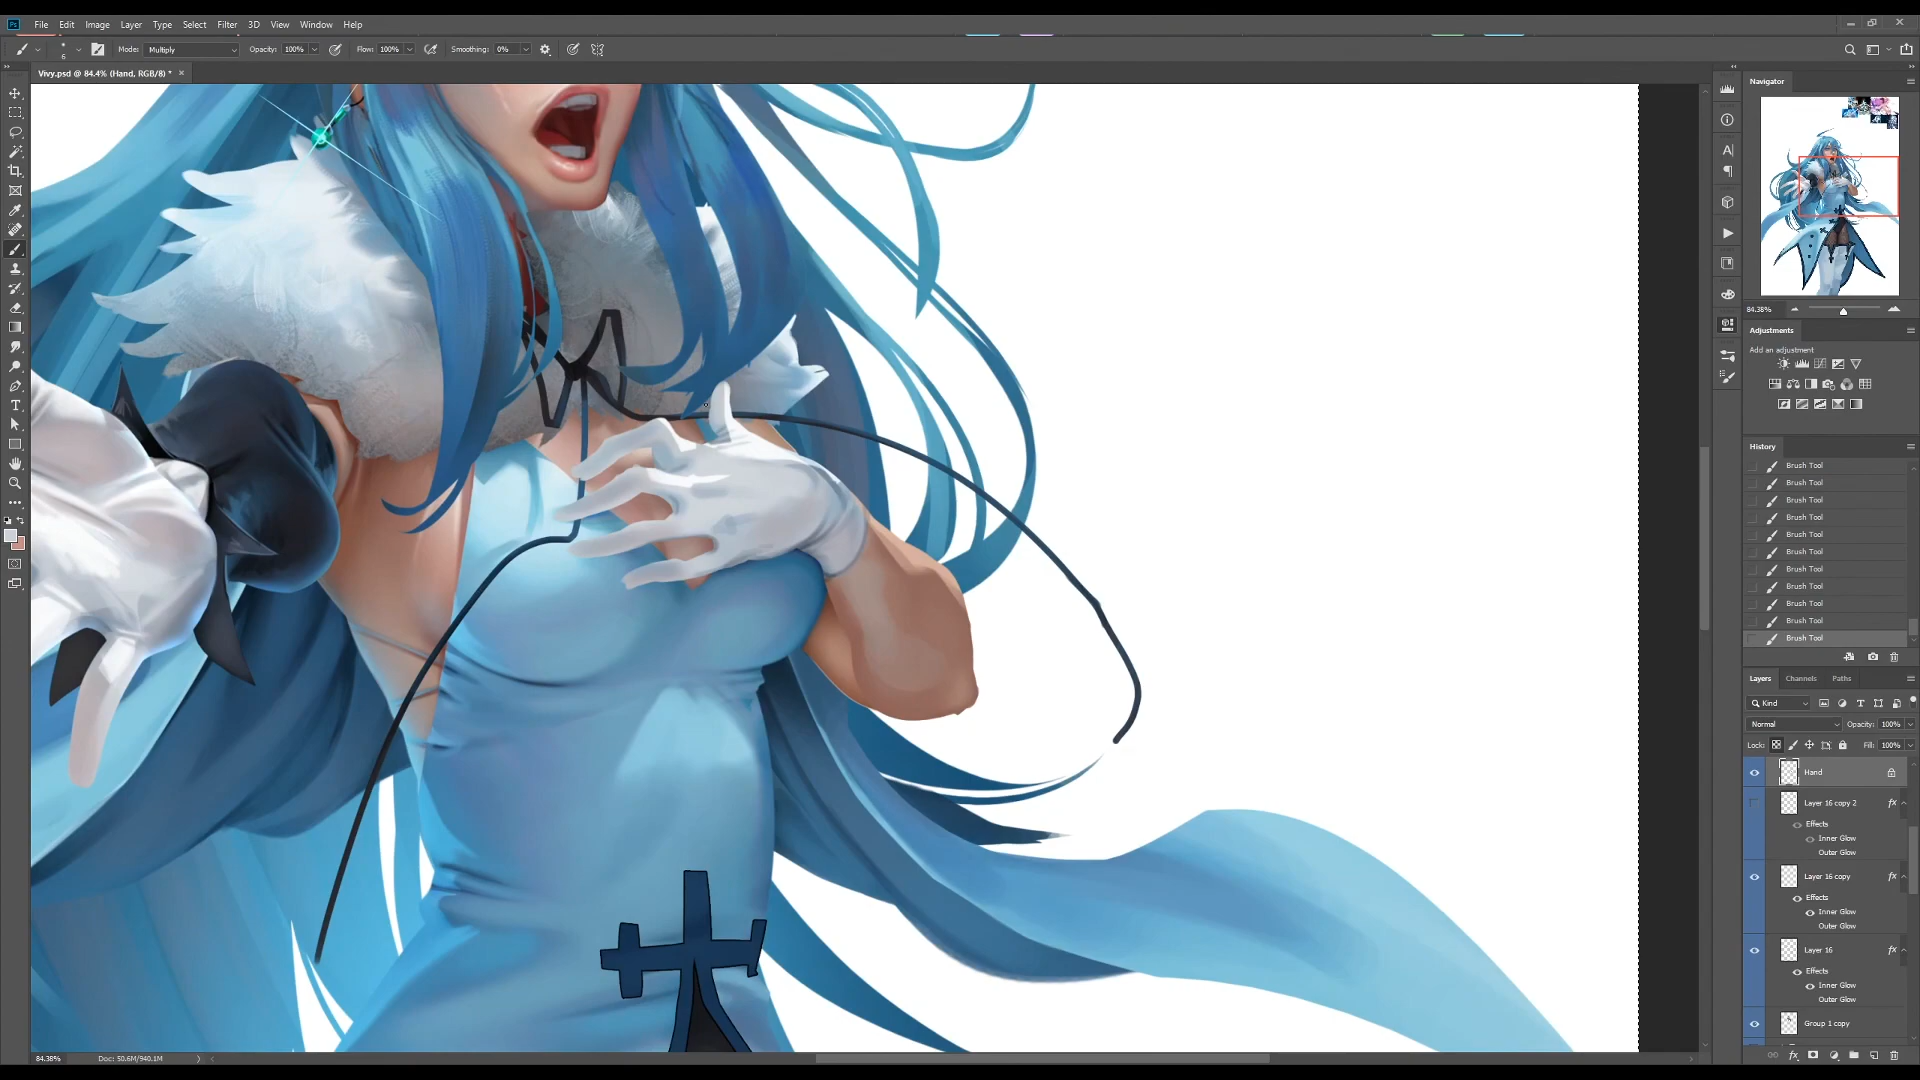 Ps File Edit Image Layer Type Select Filter 3D View Window Help
6 Mode: Multiply Opacity: 100% Flow: 100% Smoothing: 0%
Vivy.psd @ 84.4% (Hand, RGB/8) *
Navigator
84.38%
Adjustments
Add an adjustment
History
Brush Tool
Brush Tool
Brush Tool
Brush Tool
Brush Tool
Brush Tool
Brush Tool
Brush Tool
Brush Tool
Brush Tool
Brush Tool
Layers Channels Paths
Kind
Normal Opacity: 100%
Lock: Fill: 100%
Hand
Layer 16 copy 2 fx
Effects
Inner Glow
Outer Glow
Layer 16 copy fx
Effects
Inner Glow
Outer Glow
Layer 16 fx
Effects
Inner Glow
Outer Glow
Group 1 copy
84.38% Doc: 50.6M/940.1M